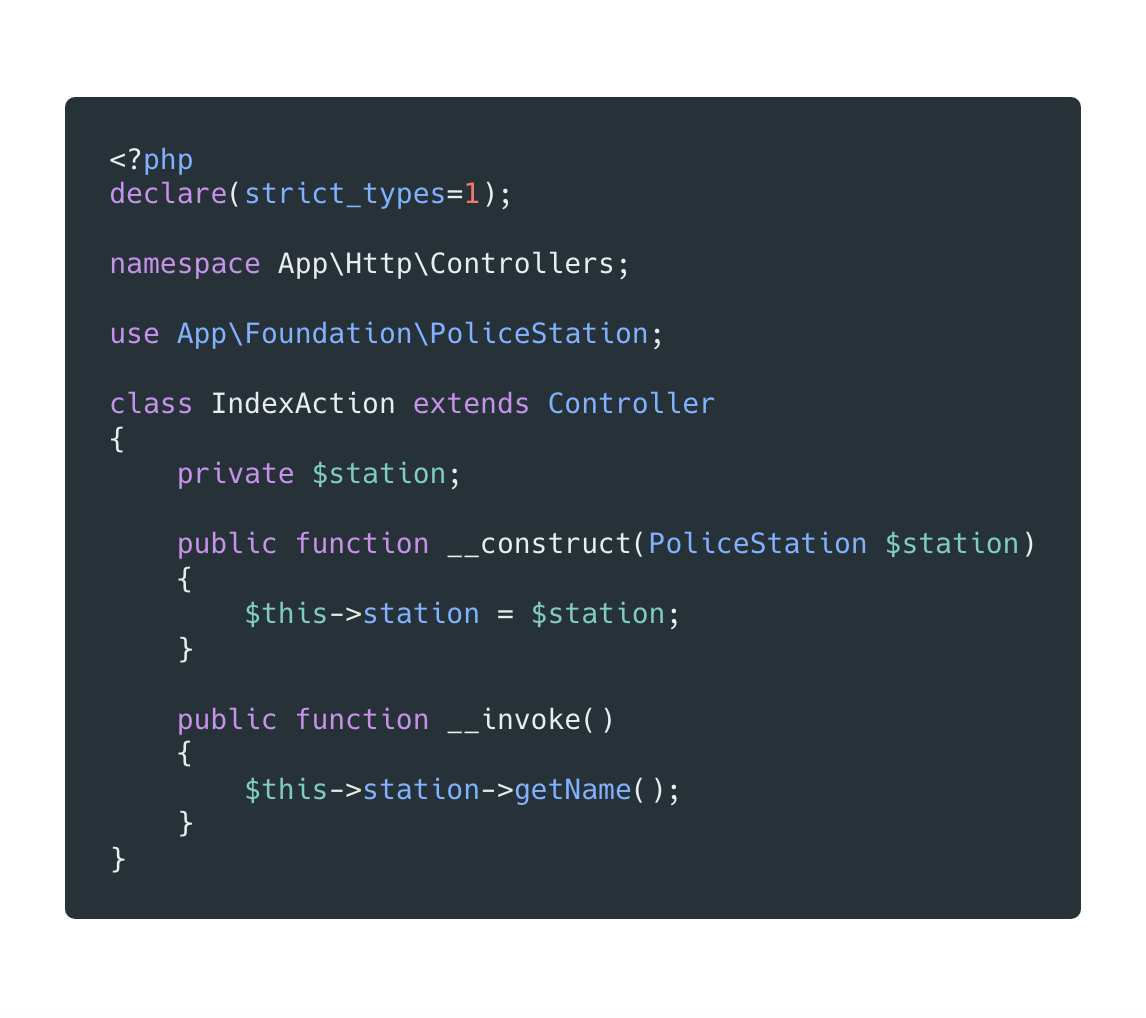 <?php
declare(strict_types=1);

namespace App\Http\Controllers;

use App\Foundation\PoliceStation;

class IndexAction extends Controller
{
    private $station;

    public function __construct(PoliceStation $station)
    {
        $this->station = $station;
    }

    public function __invoke()
    {
        $this->station->getName();
    }
}